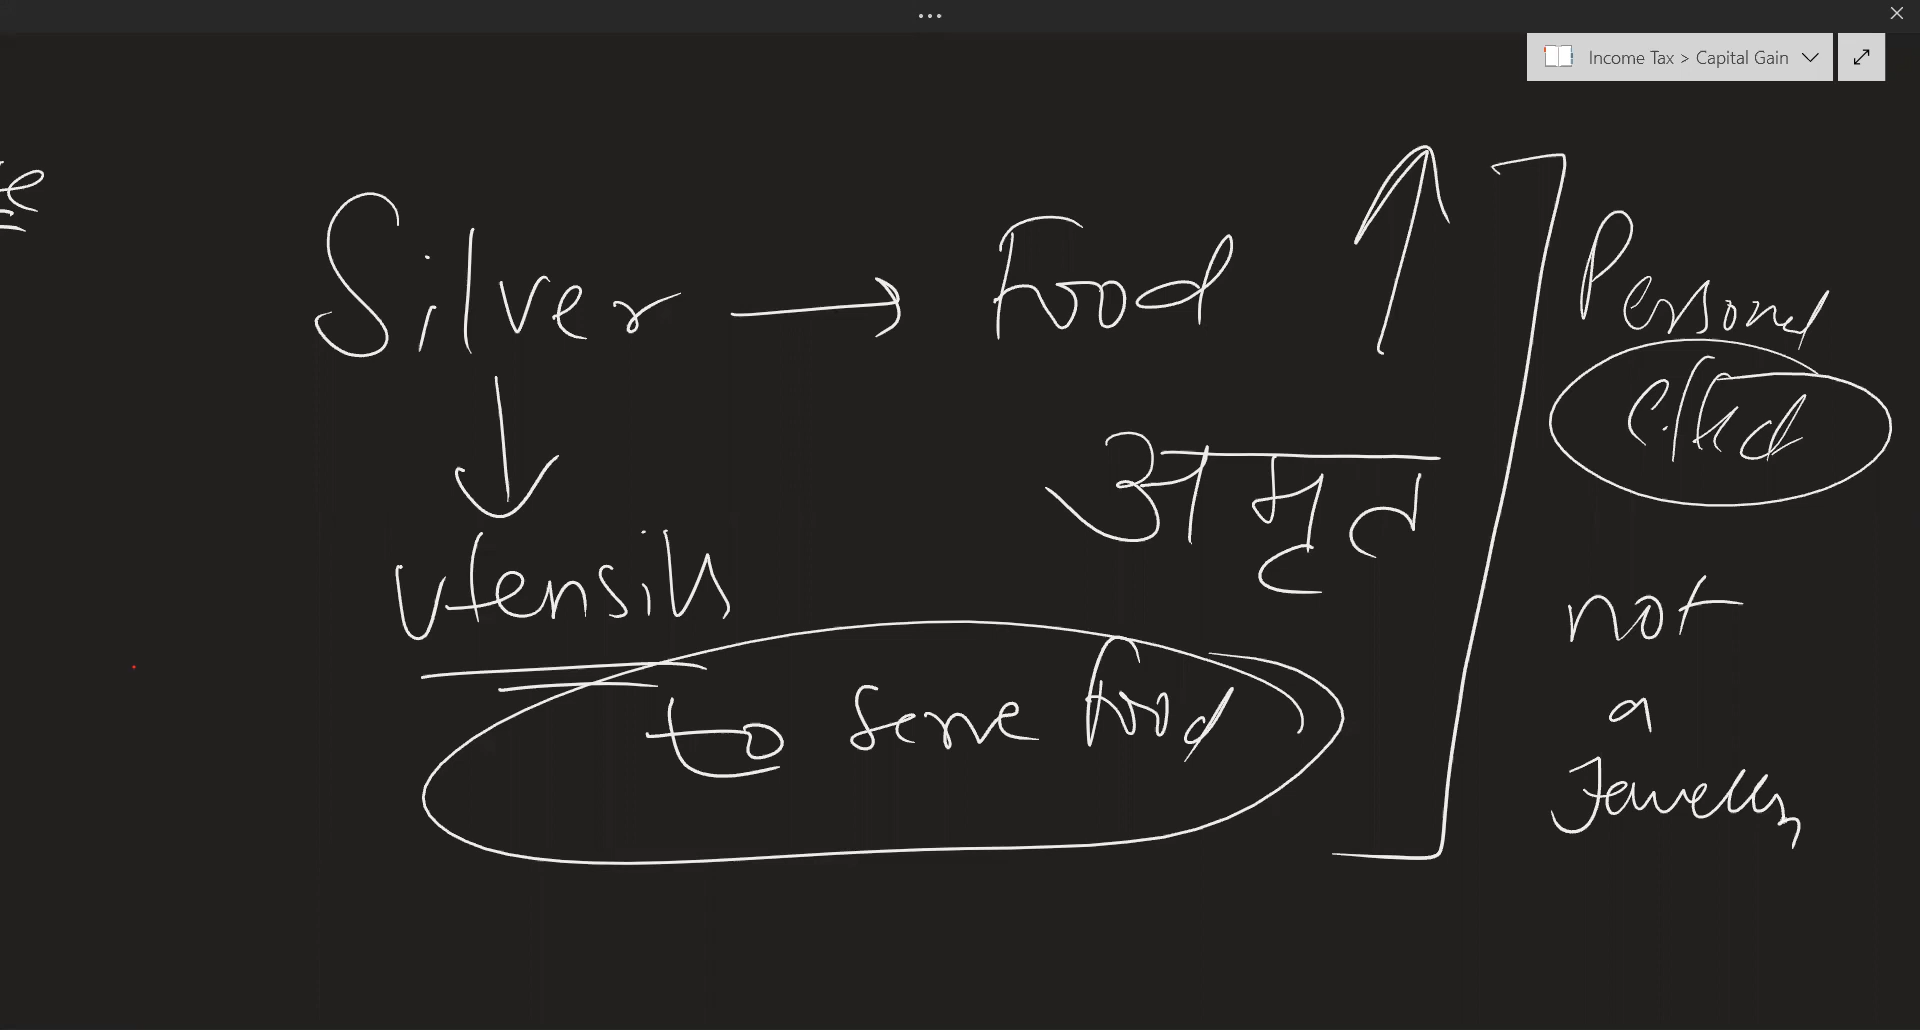 ...
Income Tax > Capital Gain
Silver → Food ↑
अमृत
Utensils
to serve food
Personal
effect
not
a
Jewellery